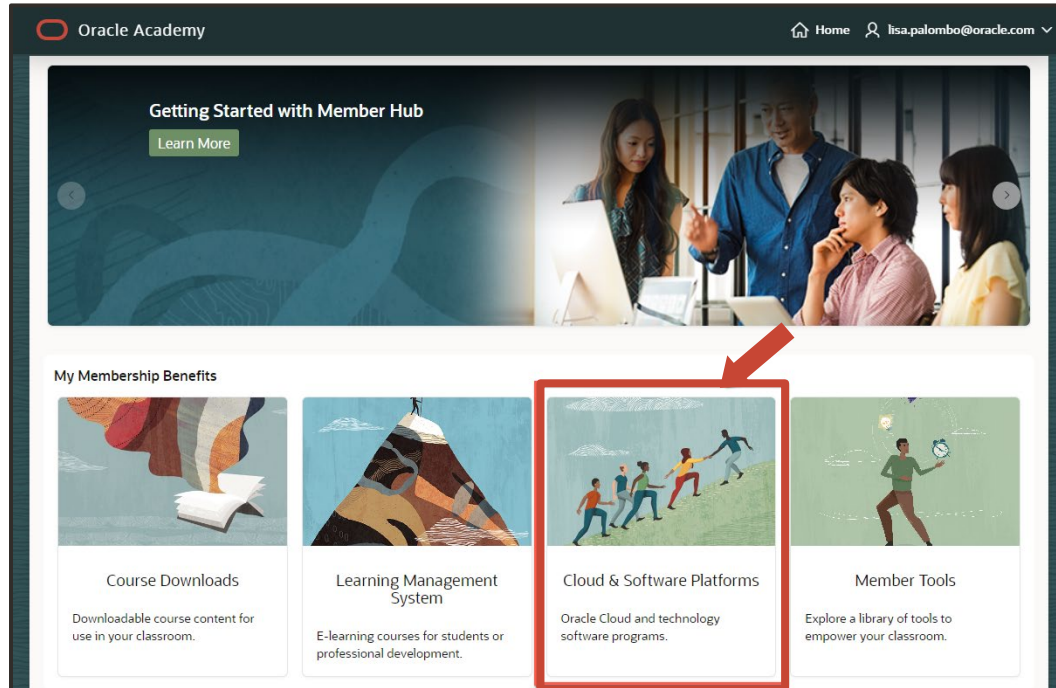 Oracle Academy
Home
lisa.palombo@oracle.com
Getting Started with Member Hub
Learn More
My Membership Benefits
Course Downloads
Downloadable course content for
use in your classroom.
Learning Management
System
E-learning courses for students or
professional development.
Cloud & Software Platforms
Oracle Cloud and technology
software programs.
Member Tools
Explore a library of tools to
empower your classroom.